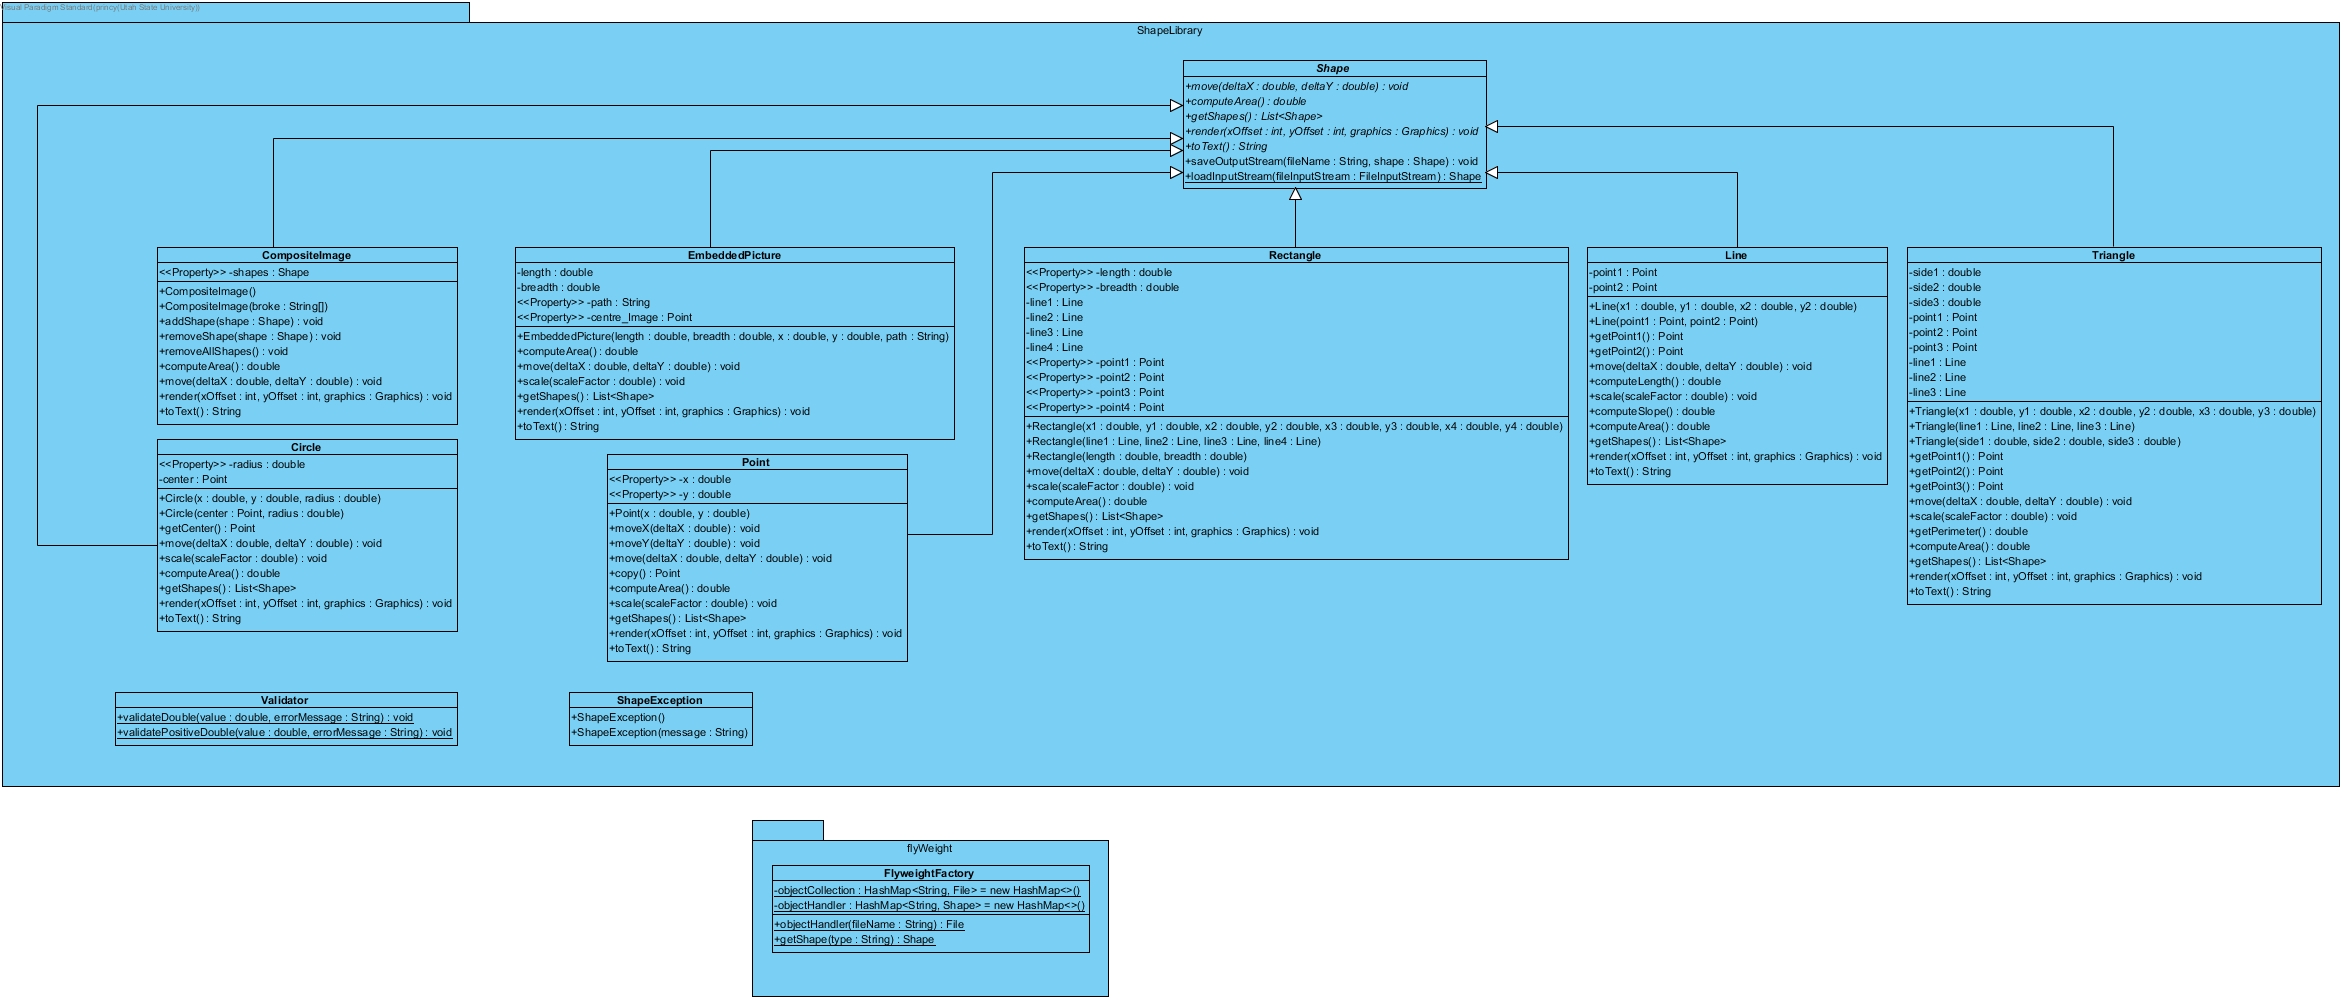 Visual Paradigm Standard(princy(Utah State University))
ShapeLibrary
Shape
+move(deltaX : double, deltaY : double) : void
+computeArea() : double
+getShapes() : List<Shape>
+render(xOffset : int, yOffset : int, graphics : Graphics) : void
+toText() : String
+saveOutputStream(fileName : String, shape : Shape) : void
+loadInputStream(fileInputStream : FileInputStream) : Shape
CompositeImage
<<Property>> -shapes : Shape
+CompositeImage()
+CompositeImage(broke : String[])
+addShape(shape : Shape) : void
+removeShape(shape : Shape) : void
+removeAllShapes() : void
+computeArea() : double
+move(deltaX : double, deltaY : double) : void
+render(xOffset : int, yOffset : int, graphics : Graphics) : void
+toText() : String
EmbeddedPicture
-length : double
-breadth : double
<<Property>> -path : String
<<Property>> -centre_Image : Point
+EmbeddedPicture(length : double, breadth : double, x : double, y : double, path : String)
+computeArea() : double
+move(deltaX : double, deltaY : double) : void
+scale(scaleFactor : double) : void
+getShapes() : List<Shape>
+render(xOffset : int, yOffset : int, graphics : Graphics) : void
+toText() : String
Rectangle
<<Property>> -length : double
<<Property>> -breadth : double
-line1 : Line
-line2 : Line
-line3 : Line
-line4 : Line
<<Property>> -point1 : Point
<<Property>> -point2 : Point
<<Property>> -point3 : Point
<<Property>> -point4 : Point
+Rectangle(x1 : double, y1 : double, x2 : double, y2 : double, x3 : double, y3 : double, x4 : double, y4 : double)
+Rectangle(line1 : Line, line2 : Line, line3 : Line, line4 : Line)
+Rectangle(length : double, breadth : double)
+move(deltaX : double, deltaY : double) : void
+scale(scaleFactor : double) : void
+computeArea() : double
+getShapes() : List<Shape>
+render(xOffset : int, yOffset : int, graphics : Graphics) : void
+toText() : String
Line
-point1 : Point
-point2 : Point
+Line(x1 : double, y1 : double, x2 : double, y2 : double)
+Line(point1 : Point, point2 : Point)
+getPoint1() : Point
+getPoint2() : Point
+move(deltaX : double, deltaY : double) : void
+computeLength() : double
+scale(scaleFactor : double) : void
+computeSlope() : double
+computeArea() : double
+getShapes() : List<Shape>
+render(xOffset : int, yOffset : int, graphics : Graphics) : void
+toText() : String
Triangle
-side1 : double
-side2 : double
-side3 : double
-point1 : Point
-point2 : Point
-point3 : Point
-line1 : Line
-line2 : Line
-line3 : Line
+Triangle(x1 : double, y1 : double, x2 : double, y2 : double, x3 : double, y3 : double)
+Triangle(line1 : Line, line2 : Line, line3 : Line)
+Triangle(side1 : double, side2 : double, side3 : double)
+getPoint1() : Point
+getPoint2() : Point
+getPoint3() : Point
+move(deltaX : double, deltaY : double) : void
+scale(scaleFactor : double) : void
+getPerimeter() : double
+computeArea() : double
+getShapes() : List<Shape>
+render(xOffset : int, yOffset : int, graphics : Graphics) : void
+toText() : String
Circle
<<Property>> -radius : double
-center : Point
+Circle(x : double, y : double, radius : double)
+Circle(center : Point, radius : double)
+getCenter() : Point
+move(deltaX : double, deltaY : double) : void
+scale(scaleFactor : double) : void
+computeArea() : double
+getShapes() : List<Shape>
+render(xOffset : int, yOffset : int, graphics : Graphics) : void
+toText() : String
Point
<<Property>> -x : double
<<Property>> -y : double
+Point(x : double, y : double)
+moveX(deltaX : double) : void
+moveY(deltaY : double) : void
+move(deltaX : double, deltaY : double) : void
+copy() : Point
+computeArea() : double
+scale(scaleFactor : double) : void
+getShapes() : List<Shape>
+render(xOffset : int, yOffset : int, graphics : Graphics) : void
+toText() : String
Validator
+validateDouble(value : double, errorMessage : String) : void
+validatePositiveDouble(value : double, errorMessage : String) : void
ShapeException
+ShapeException()
+ShapeException(message : String)
flyWeight
FlyweightFactory
-objectCollection : HashMap<String, File> = new HashMap<>()
-objectHandler : HashMap<String, Shape> = new HashMap<>()
+objectHandler(fileName : String) : File
+getShape(type : String) : Shape